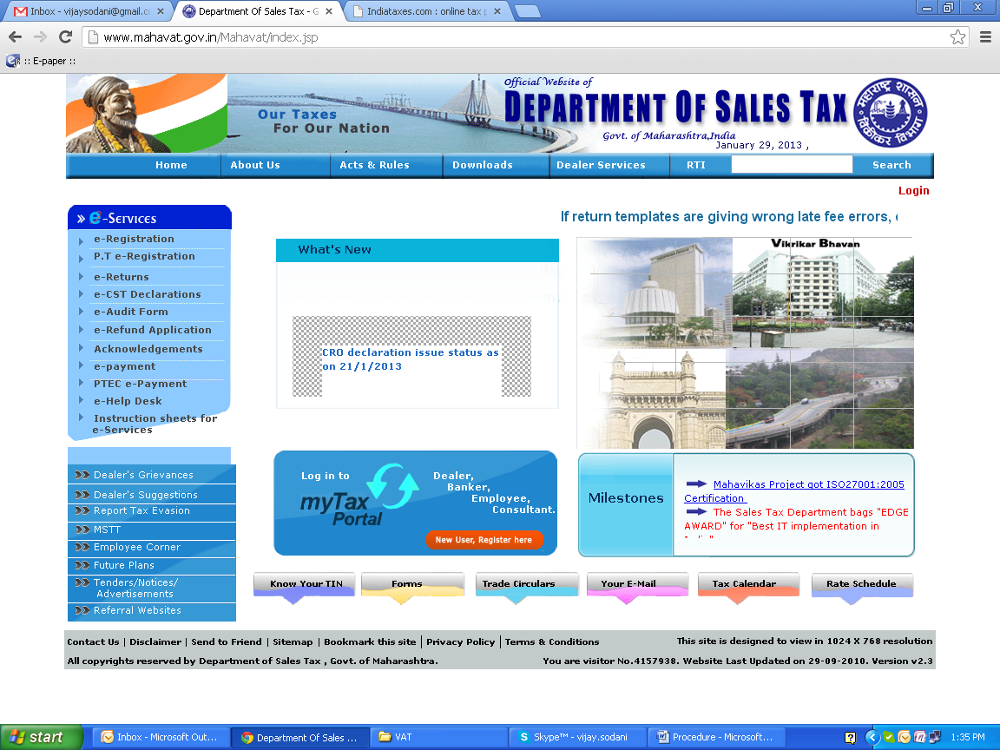 Inbox - vijaysodani@gmail.c
Department Of Sales Tax - G
Indiataxes.com : online tax p
www.mahavat.gov.in/Mahavat/index.jsp
:: E-paper ::
Our Taxes
For Our Nation
Official Website of
DEPARTMENT OF SALES TAX
Govt. of Maharashtra,India
January 29, 2013 ,
महाराष्ट्र शासन
विक्रीकर विभाग
Home
About Us
Acts & Rules
Downloads
Dealer Services
RTI
Search
Login
e-Services
e-Registration
P.T e-Registration
e-Returns
e-CST Declarations
e-Audit Form
e-Refund Application
Acknowledgements
e-payment
PTEC e-Payment
e-Help Desk
Instruction sheets for
e-Services
Dealer's Grievances
Dealer's Suggestions
Report Tax Evasion
MSTT
Employee Corner
Future Plans
Tenders/Notices/
Advertisements
Referral Websites
If return templates are giving wrong late fee errors,
What's New
CRO declaration issue status as
on 21/1/2013
Vikrikar Bhavan
Log in to
myTax
Portal
Dealer,
Banker,
Employee,
Consultant.
New User, Register here
Milestones
Mahavikas Project got ISO27001:2005
Certification
The Sales Tax Department bags "EDGE
AWARD" for "Best IT implementation in
India"
Know Your TIN
Forms
Trade Circulars
Your E-Mail
Tax Calendar
Rate Schedule
Contact Us | Disclaimer | Send to Friend | Sitemap | Bookmark this site | Privacy Policy | Terms & Conditions
This site is designed to view in 1024 X 768 resolution
All copyrights reserved by Department of Sales Tax , Govt. of Maharashtra.
You are visitor No.4157938. Website Last Updated on 29-09-2010. Version v2.3
start
Inbox - Microsoft Out...
Department Of Sales ...
VAT
Skype™ - vijay.sodani
Procedure - Microsoft...
1:35 PM